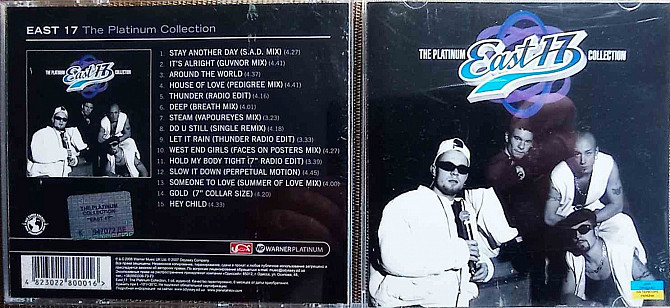 EAST 17 The Platinum Collection
THE PLATINUM East 17 COLLECTION
1. STAY ANOTHER DAY (S.A.D. MIX) (4.27)
2. IT'S ALRIGHT (GUVNOR MIX) (4.41)
3. AROUND THE WORLD (4.37)
4. HOUSE OF LOVE (PEDIGREE MIX) (4.41)
5. THUNDER (RADIO EDIT) (4.16)
6. DEEP (BREATH MIX) (4.01)
7. STEAM (VAPOUREYES MIX) (3.23)
8. DO U STILL (SINGLE REMIX) (4.18)
9. LET IT RAIN (THUNDER RADIO EDIT) (3.33)
10. WEST END GIRLS (FACES ON POSTERS MIX) (4.27)
11. HOLD MY BODY TIGHT (7" RADIO EDIT) (3.39)
12. SLOW IT DOWN (PERPETUAL MOTION) (4.45)
13. SOMEONE TO LOVE (SUMMER OF LOVE MIX) (4.00)
14. GOLD (7" COLLAR SIZE) (4.20)
15. HEY CHILD (4.33)
THE PLATINUM
COLLECTION
"EAST 17"
WARNERPLATINUM
4 823022 800016
THE PLATINUM East 17 COLLECTION